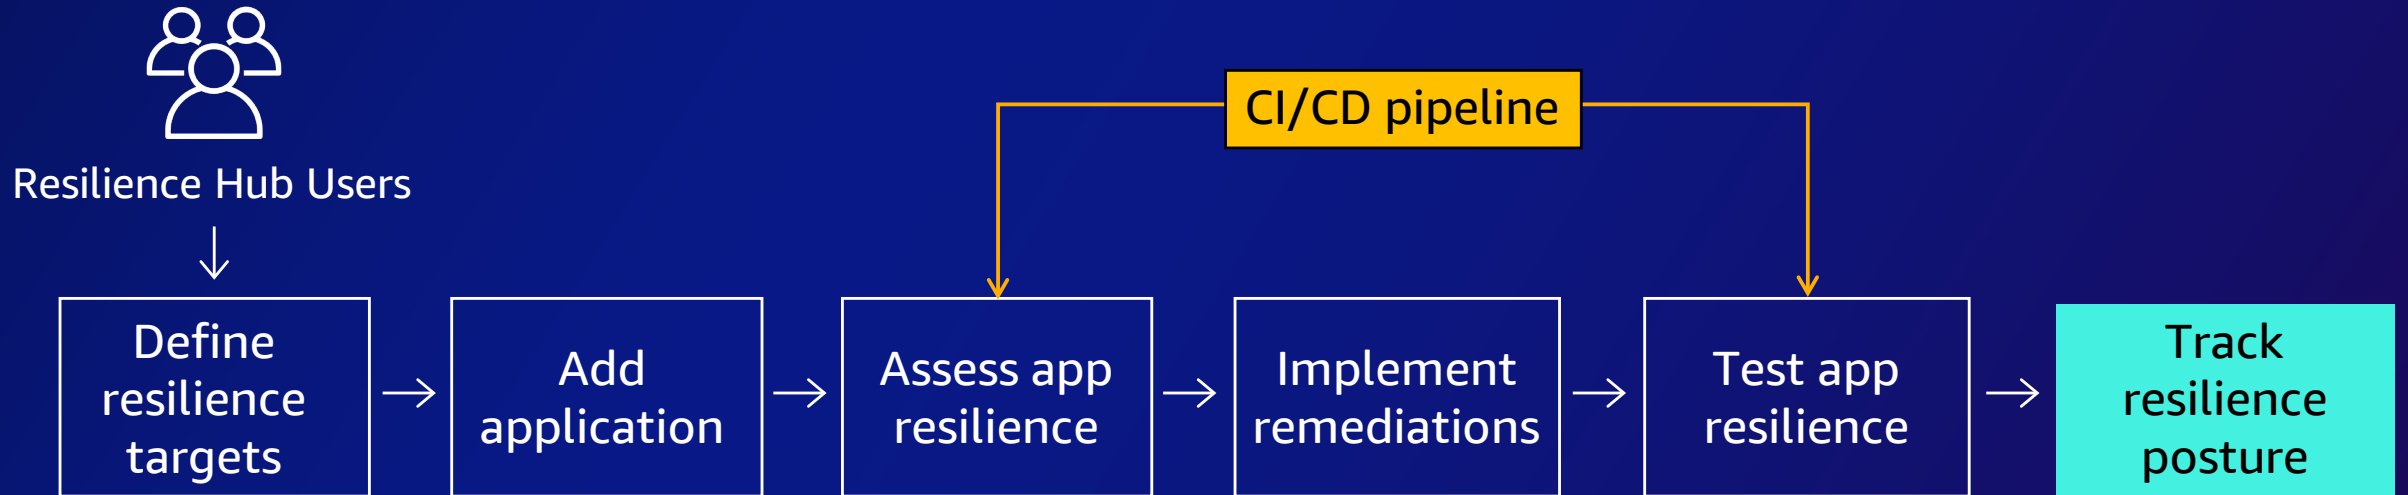 CI/CD pipeline
Resilience Hub Users
Define
resilience
targets
Add
application
Assess app
resilience
Implement
remediations
Test app
resilience
Track
resilience
posture